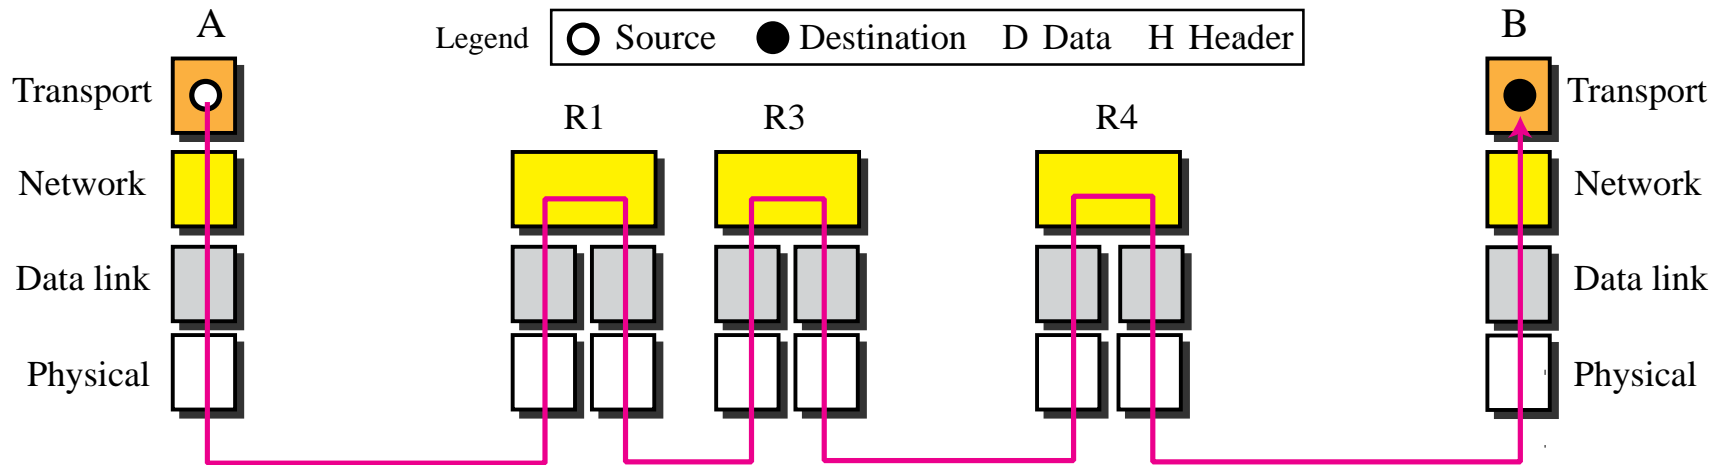 A
Legend Source Destination D Data H Header
B
Transport
Transport
R1 R3 R4
Network
Network
Data link
Data link
Physical
Physical